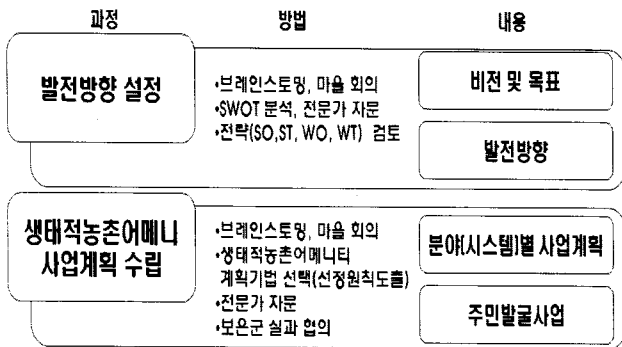 과정 방법 내용
발전방향 설정
•브레인스토밍, 마을 회의
•SWOT 분석, 전문가 자문
•전략(SO,ST, WO, WT) 검토
비전 및 목표
발전방향
생태적농촌어메니
사업계획 수립
•브레인스토밍, 마을 회의
•생태적농촌어메니티
계획기법 선택(선정원칙도출)
•전문가 자문
•보은군 실과 협의
분야(시스템)별 사업계획
주민발굴사업